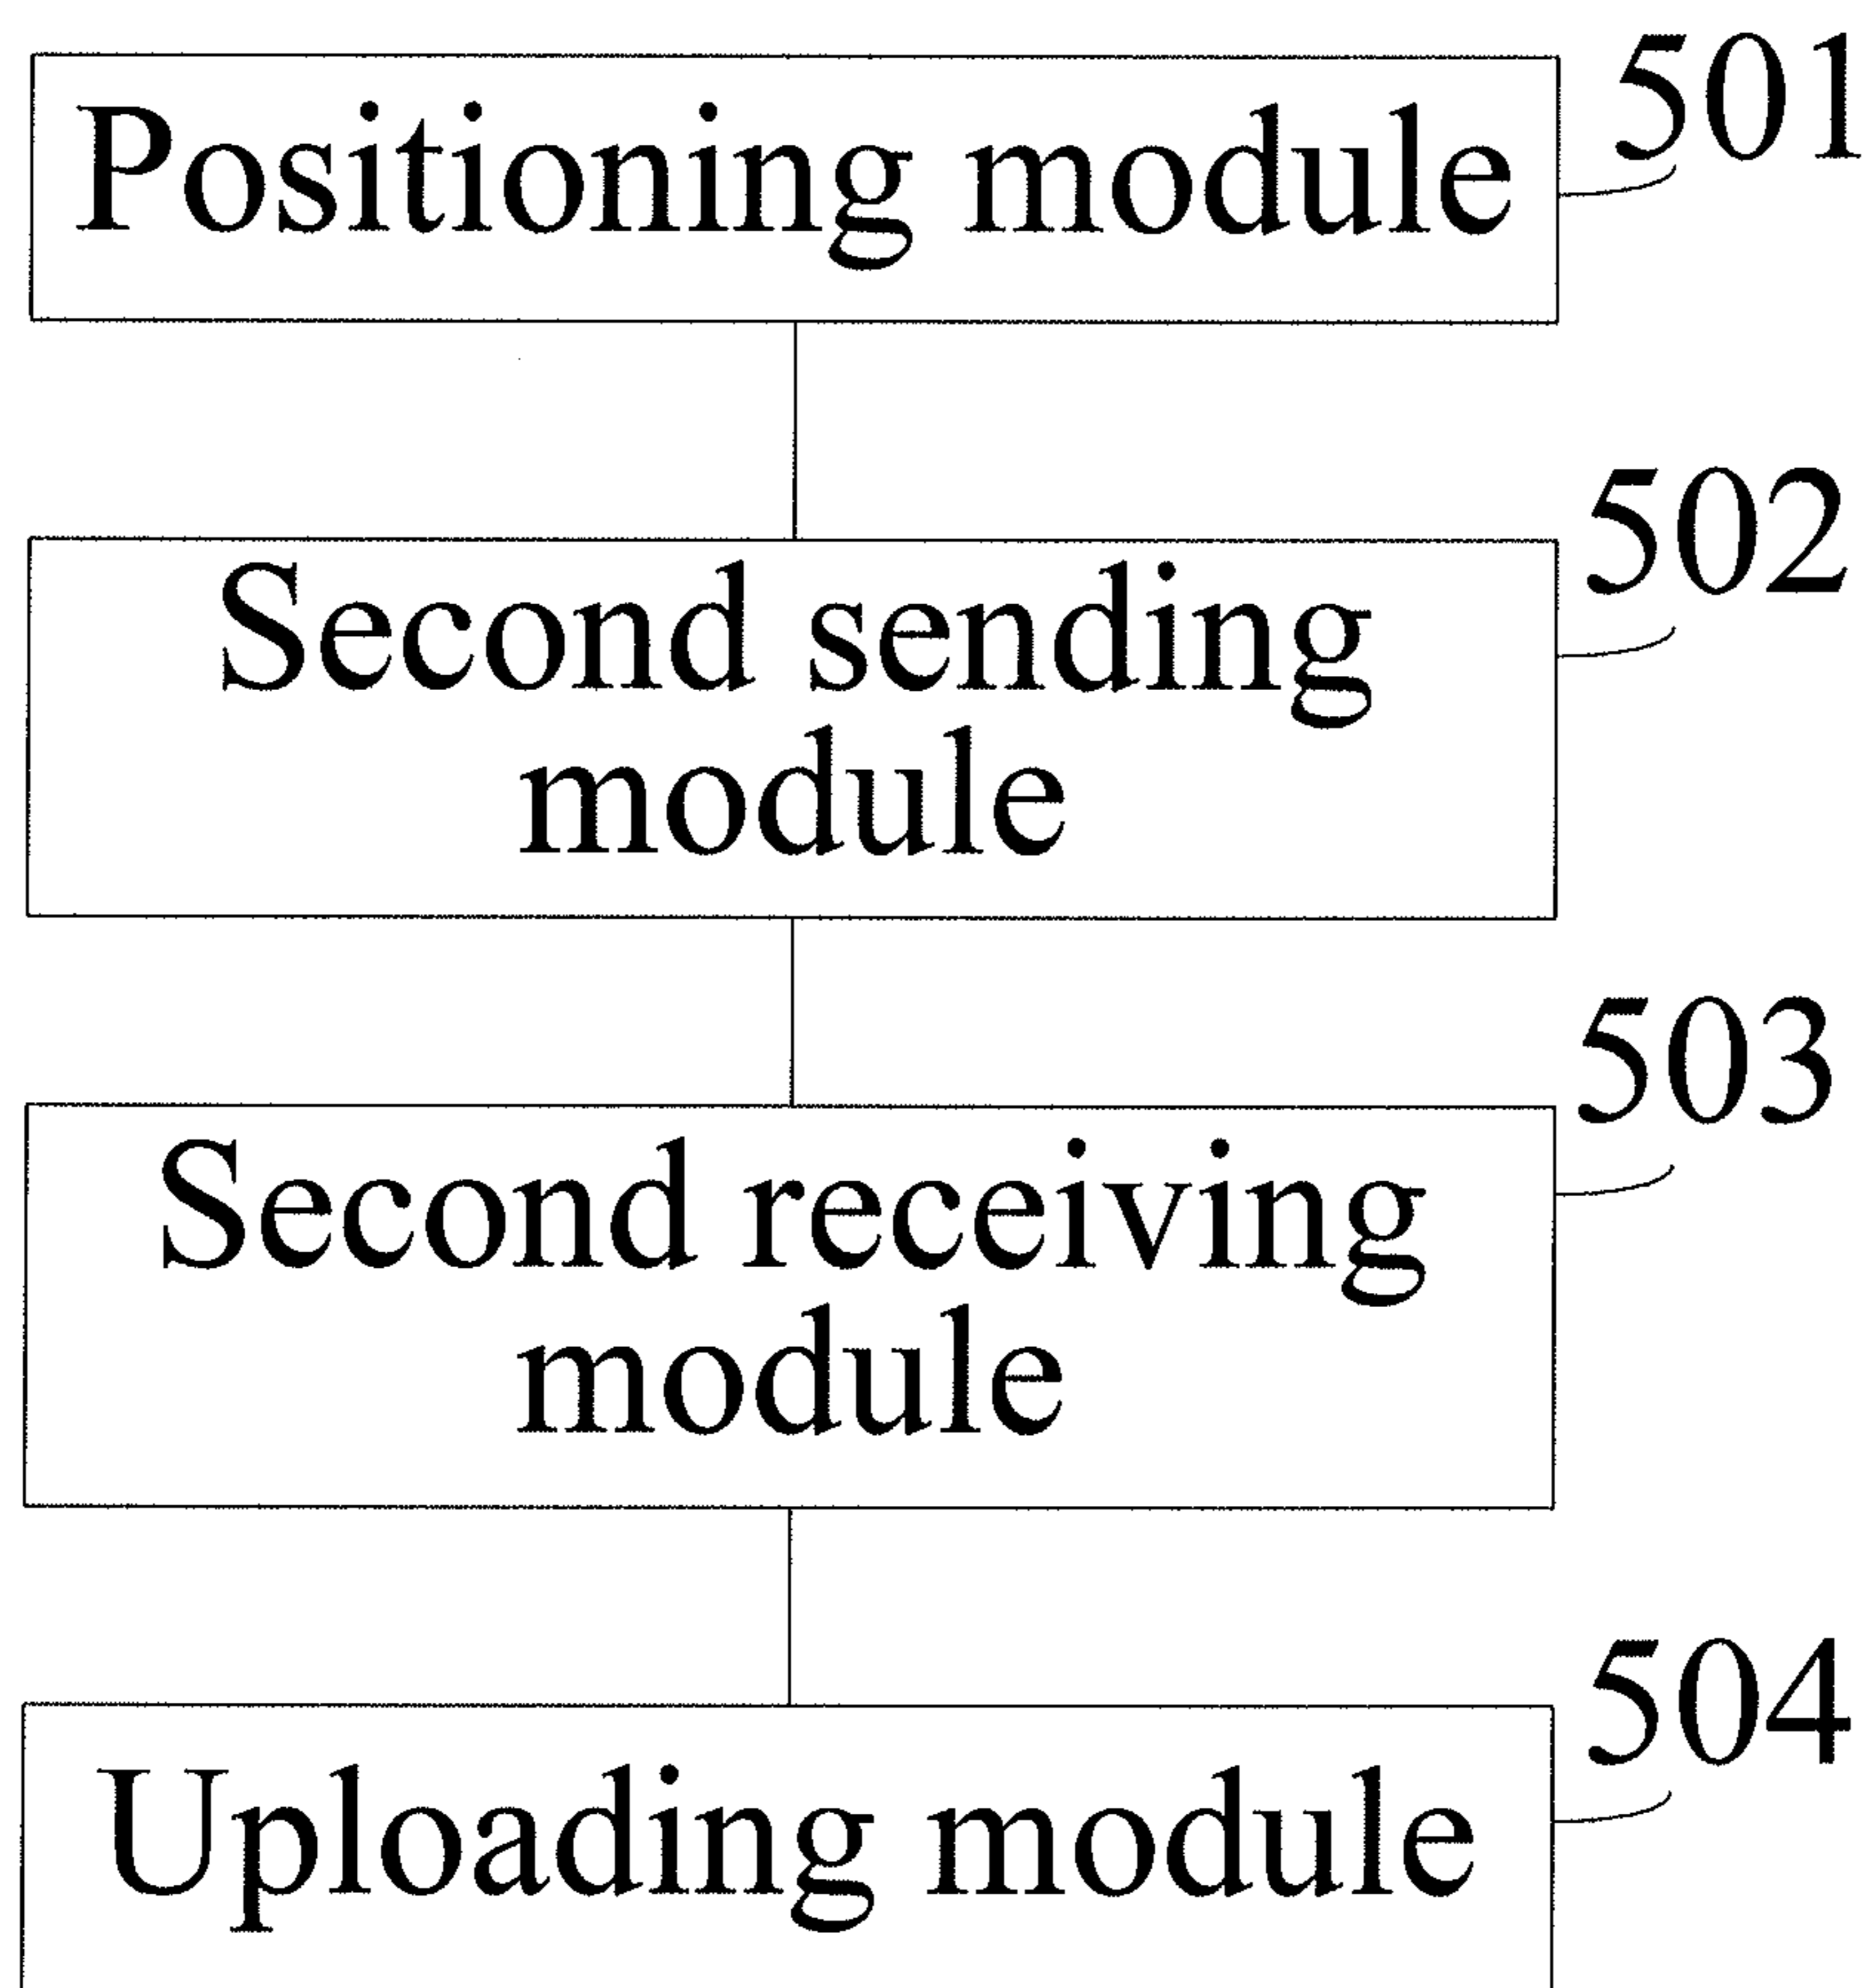 Positioning module
501
Second sending
module
502
Second receiving
module
503
Uploading module
504